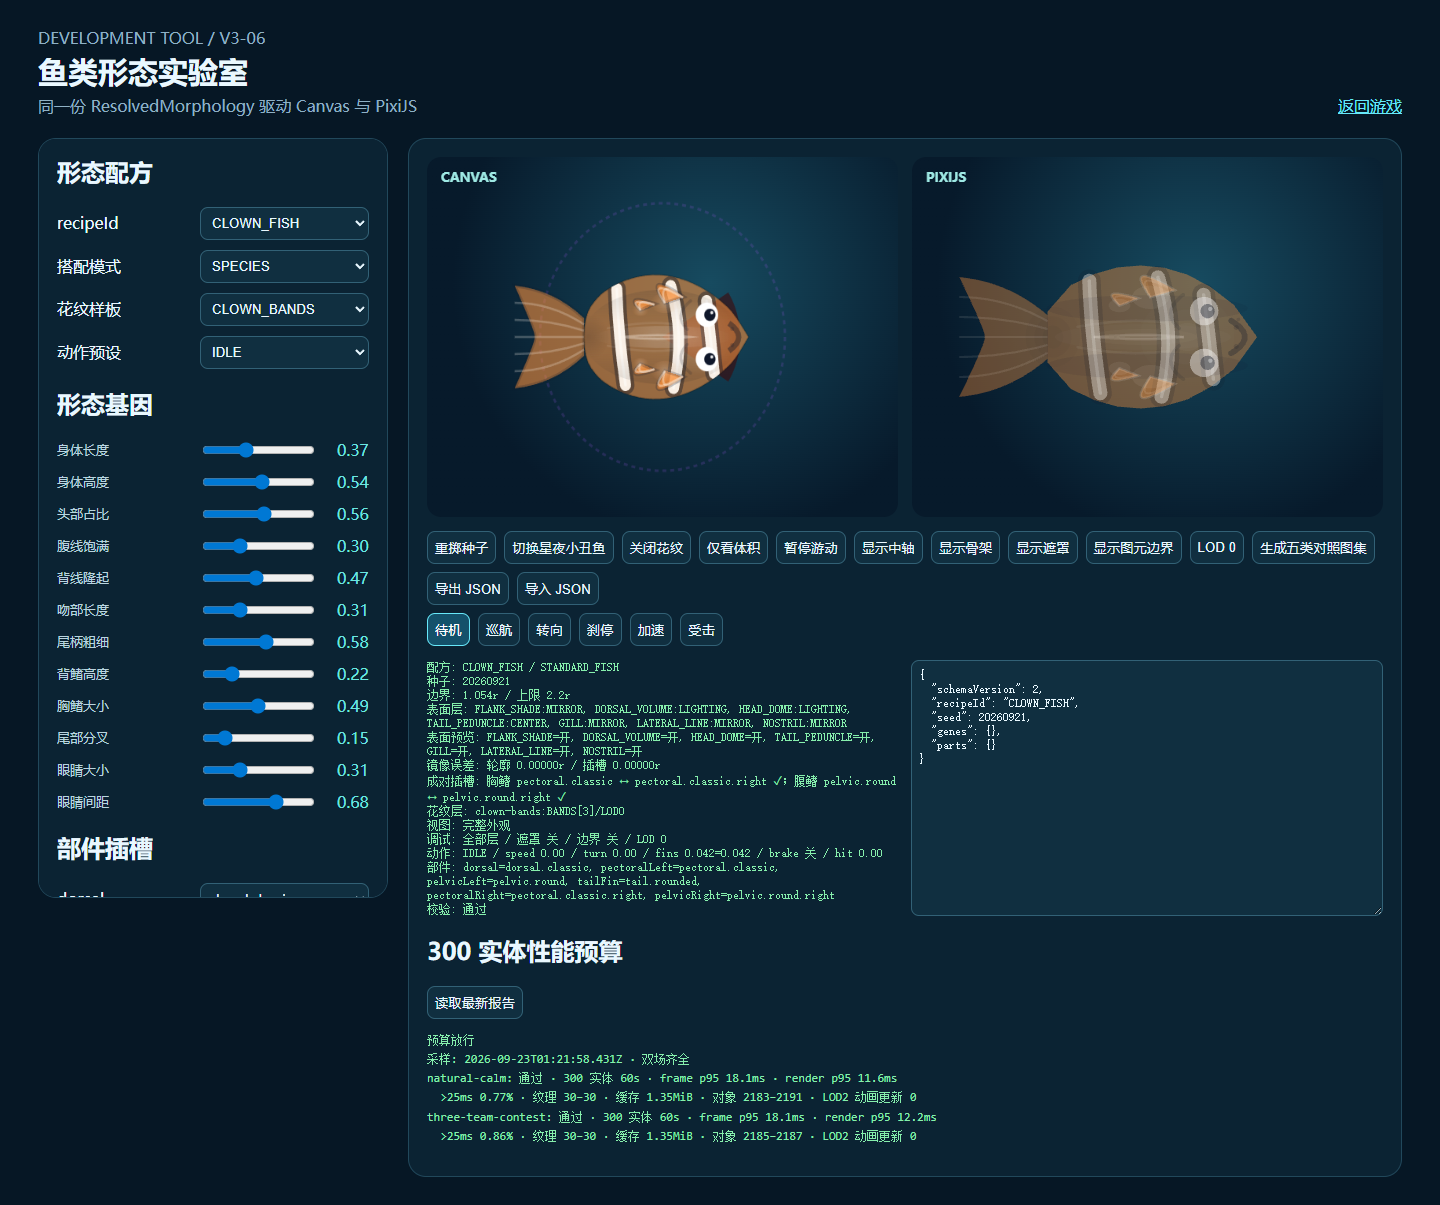 DEVELOPMENT TOOL / V3-06
鱼类形态实验室
同一份 ResolvedMorphology 驱动 Canvas 与 PixiJS
返回游戏
形态配方
recipeId
CLOWN_FISH
搭配模式
SPECIES
花纹样板
CLOWN_BANDS
动作预设
IDLE
形态基因
身体长度 0.37
身体高度 0.54
头部占比 0.56
腹线饱满 0.30
背线隆起 0.47
吻部长度 0.31
尾柄粗细 0.58
背鳍高度 0.22
胸鳍大小 0.49
尾部分叉 0.15
眼睛大小 0.31
眼睛间距 0.68
部件插槽
CANVAS
PIXIJS
重掷种子 切换星夜小丑鱼 关闭花纹 仅看体积 暂停游动 显示中轴 显示骨架 显示遮罩 显示图元边界 LOD 0 生成五类对照图集
导出 JSON 导入 JSON
待机 巡航 转向 刹停 加速 受击
配方: CLOWN_FISH / STANDARD_FISH
种子: 20260921
边界: 1.054r / 上限 2.2r
表面层: FLANK_SHADE:MIRROR, DORSAL_VOLUME:LIGHTING, HEAD_DOME:LIGHTING,
TAIL_PEDUNCLE:CENTER, GILL:MIRROR, LATERAL_LINE:MIRROR, NOSTRIL:MIRROR
表面预览: FLANK_SHADE=开, DORSAL_VOLUME=开, HEAD_DOME=开, TAIL_PEDUNCLE=开,
GILL=开, LATERAL_LINE=开, NOSTRIL=开
镜像误差: 轮廓 0.00000r / 插槽 0.00000r
成对插槽: 胸鳍 pectoral.classic ↔ pectoral.classic.right ✓; 腹鳍 pelvic.round
↔ pelvic.round.right ✓
花纹层: clown-bands:BANDS[3]/LOD0
视图: 完整外观
调试: 全部层 / 遮罩 关 / 边界 关 / LOD 0
动作: IDLE / speed 0.00 / turn 0.00 / fins 0.042=0.042 / brake 关 / hit 0.00
部件: dorsal=dorsal.classic, pectoralLeft=pectoral.classic,
pelvicLeft=pelvic.round, tailFin=tail.rounded,
pectoralRight=pectoral.classic.right, pelvicRight=pelvic.round.right
校验: 通过
{
"schemaVersion": 2,
"recipeId": "CLOWN_FISH",
"seed": 20260921,
"genes": {},
"parts": {}
}
300 实体性能预算
读取最新报告
预算放行
采样: 2026-09-23T01:21:58.431Z · 双场齐全
natural-calm: 通过 · 300 实体 60s · frame p95 18.1ms · render p95 11.6ms
>25ms 0.77% · 纹理 30-30 · 缓存 1.35MiB · 对象 2183-2191 · LOD2 动画更新 0
three-team-contest: 通过 · 300 实体 60s · frame p95 18.1ms · render p95 12.2ms
>25ms 0.86% · 纹理 30-30 · 缓存 1.35MiB · 对象 2185-2187 · LOD2 动画更新 0